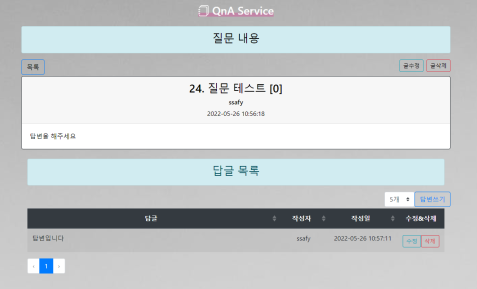 QnA Service
질문 내용
목록
글수정 글삭제
24. 질문 테스트 [0]
ssafy
2022-05-26 10:56:18
답변을 해주세요
답글 목록
5개 답변쓰기
답글 작성자 작성일 수정&삭제
답변입니다 ssafy 2022-05-26 10:57:11 수정 삭제
« 1 »